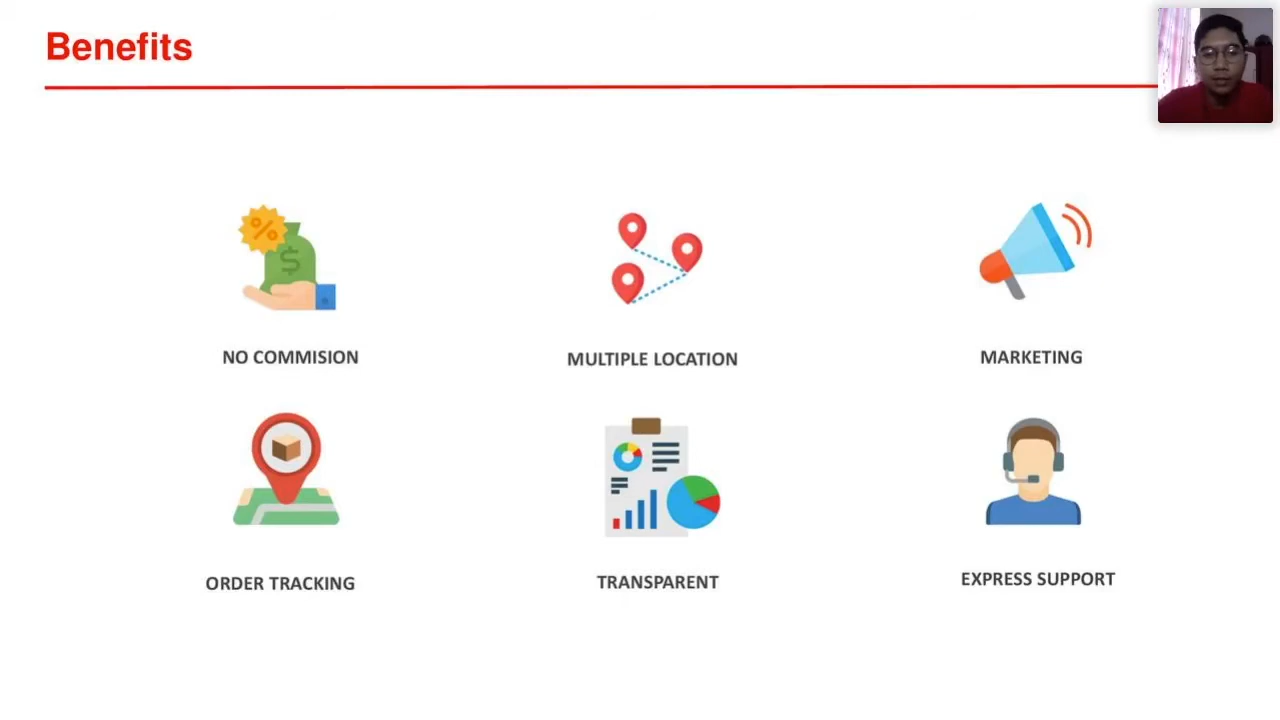 Benefits
NO COMMISION
MULTIPLE LOCATION
MARKETING
ORDER TRACKING
TRANSPARENT
EXPRESS SUPPORT